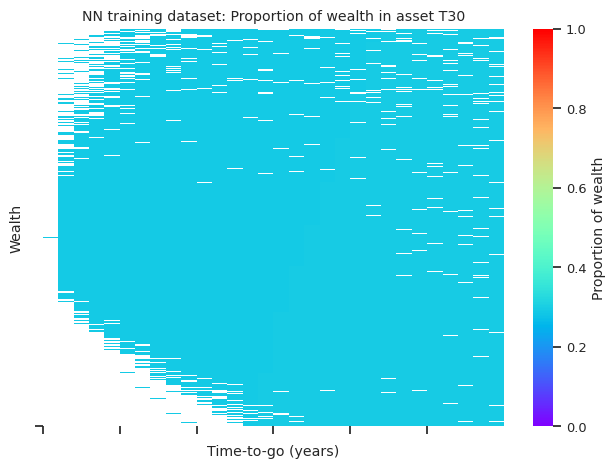 NN training dataset: Proportion of wealth in asset T30
Wealth
Time-to-go (years)
1.0
0.8
0.6
0.4
0.2
0.0
Proportion of wealth